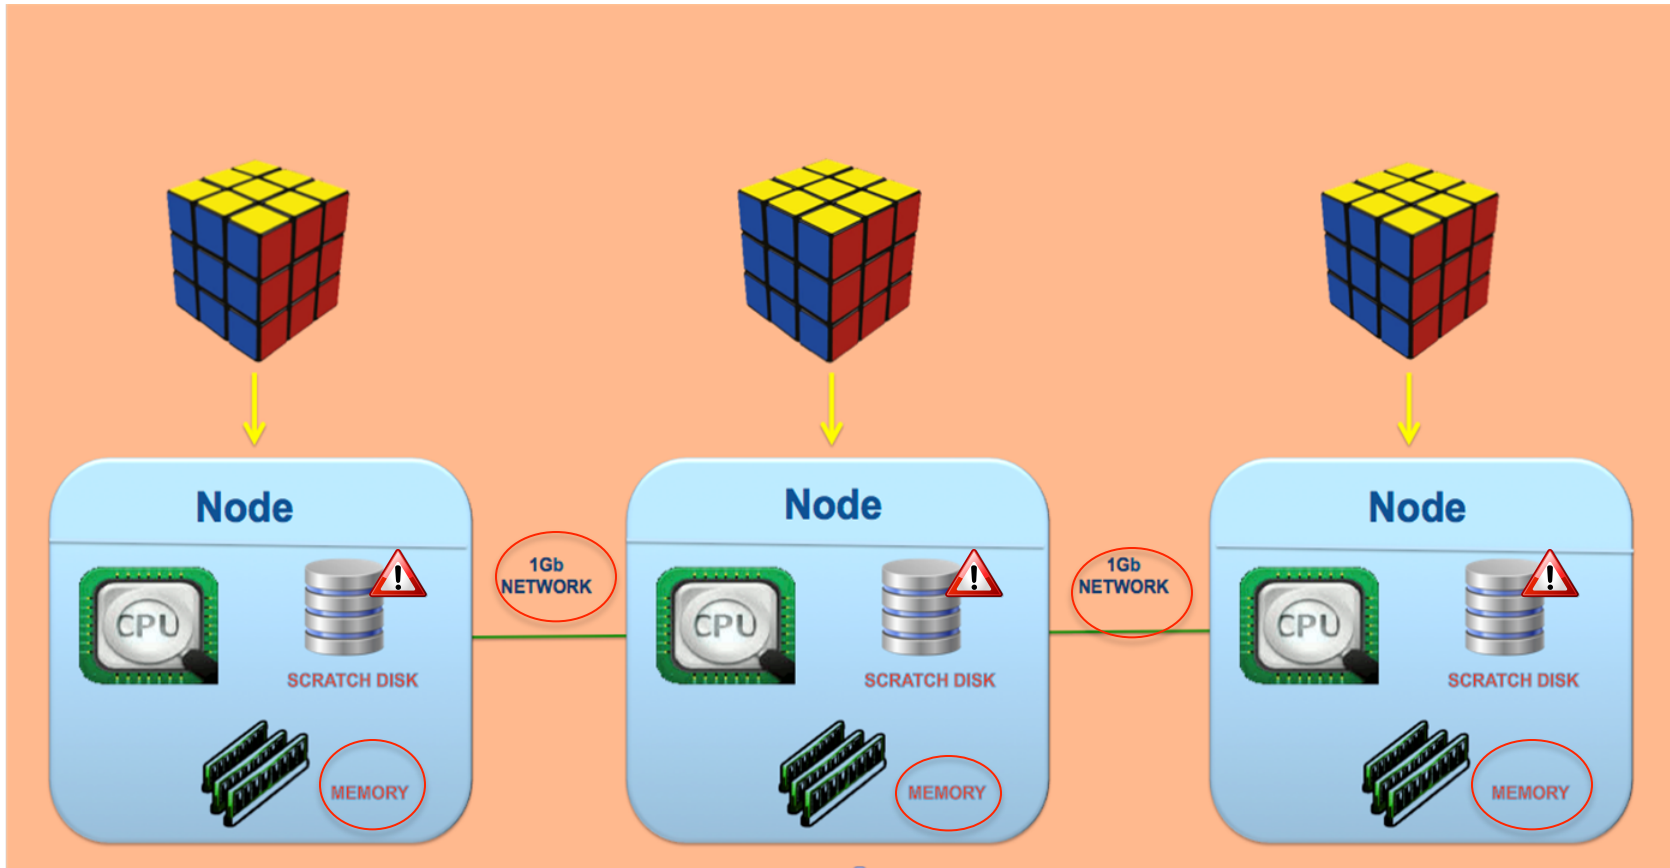 Node
Node
Node
1Gb
NETWORK
1Gb
NETWORK
CPU
CPU
CPU
SCRATCH DISK
SCRATCH DISK
SCRATCH DISK
MEMORY
MEMORY
MEMORY